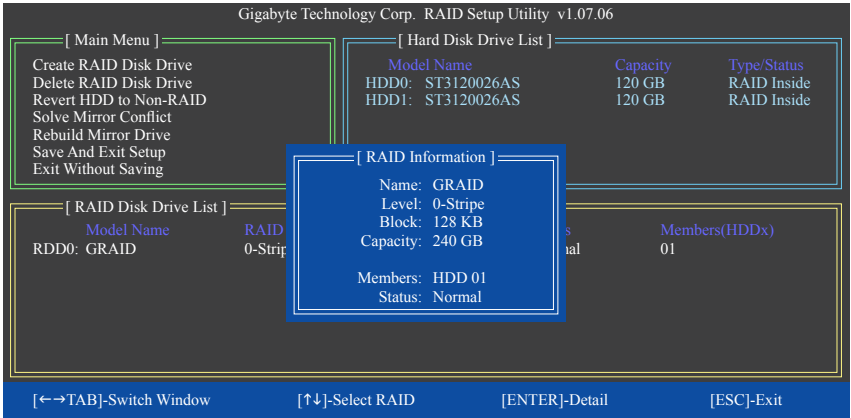 Gigabyte Technology Corp. RAID Setup Utility v1.07.06
[ Main Menu ]
Create RAID Disk Drive
Delete RAID Disk Drive
Revert HDD to Non-RAID
Solve Mirror Conflict
Rebuild Mirror Drive
Save And Exit Setup
Exit Without Saving
[ Hard Disk Drive List ]
Model Name Capacity Type/Status
HDD0: ST3120026AS 120 GB RAID Inside
HDD1: ST3120026AS 120 GB RAID Inside
[ RAID Information ]
Name: GRAID
Level: 0-Stripe
Block: 128 KB
Capacity: 240 GB
Members: HDD 01
Status: Normal
[ RAID Disk Drive List ]
Model Name RAID s Members(HDDx)
RDD0: GRAID 0-Strip al 01
[←→TAB]-Switch Window [↑↓]-Select RAID [ENTER]-Detail [ESC]-Exit